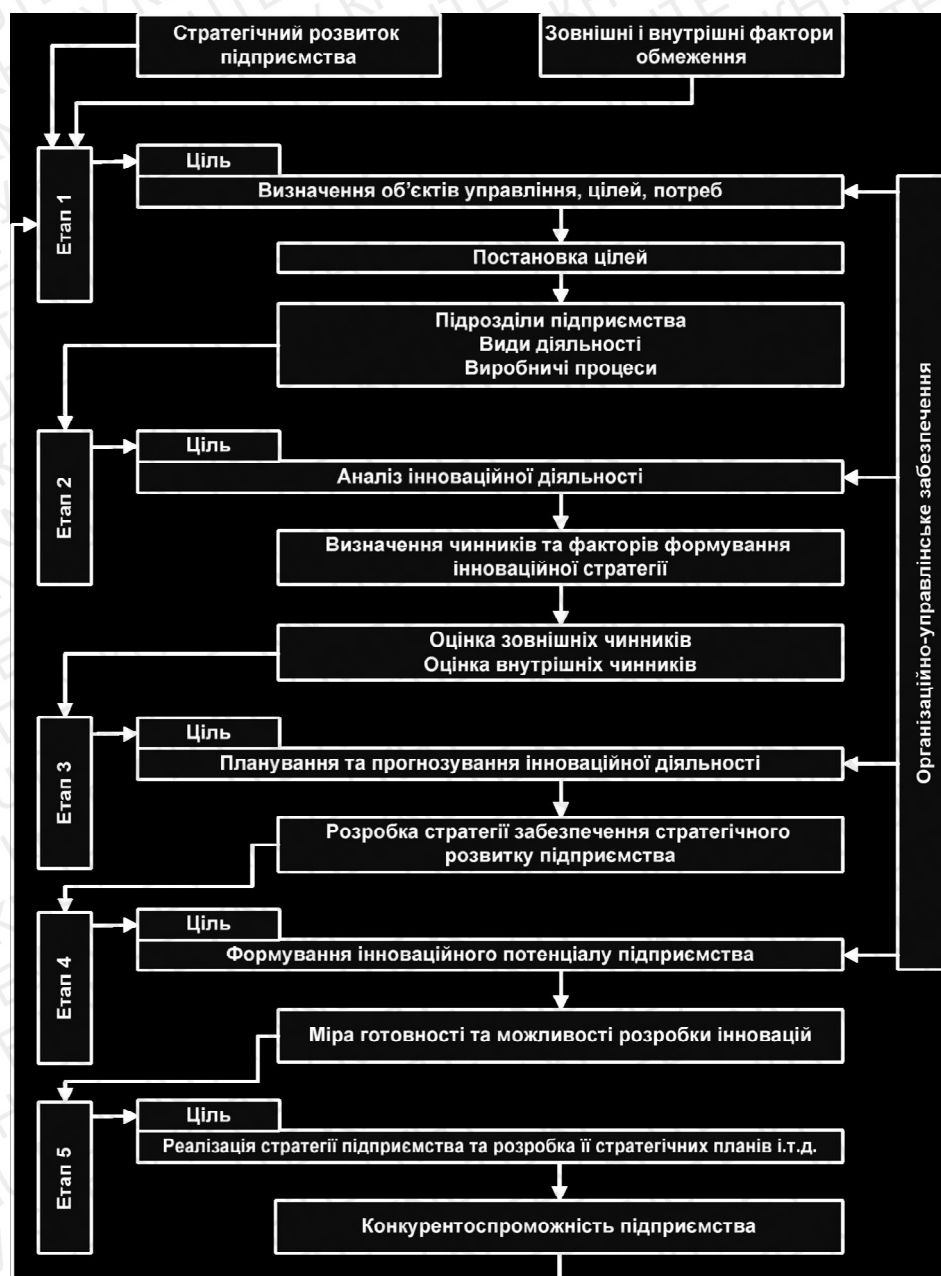 Стратегічний розвиток
підприємства
Зовнішні і внутрішні фактори
обмеження
Етап 1
Ціль
Визначення об'єктів управління, цілей, потреб
Постановка цілей
Підрозділи підприємства
Види діяльності
Виробничі процеси
Організаційно-управлінське забезпечення
Етап 2
Ціль
Аналіз інноваційної діяльності
Визначення чинників та факторів формування
інноваційної стратегії
Оцінка зовнішніх чинників
Оцінка внутрішніх чинників
Етап 3
Ціль
Планування та прогнозування інноваційної діяльності
Розробка стратегії забезпечення стратегічного
розвитку підприємства
Етап 4
Ціль
Формування інноваційного потенціалу підприємства
Міра готовності та можливості розробки інновацій
Етап 5
Ціль
Реалізація стратегії підприємства та розробка її стратегічних планів і.т.д.
Конкурентоспроможність підприємства